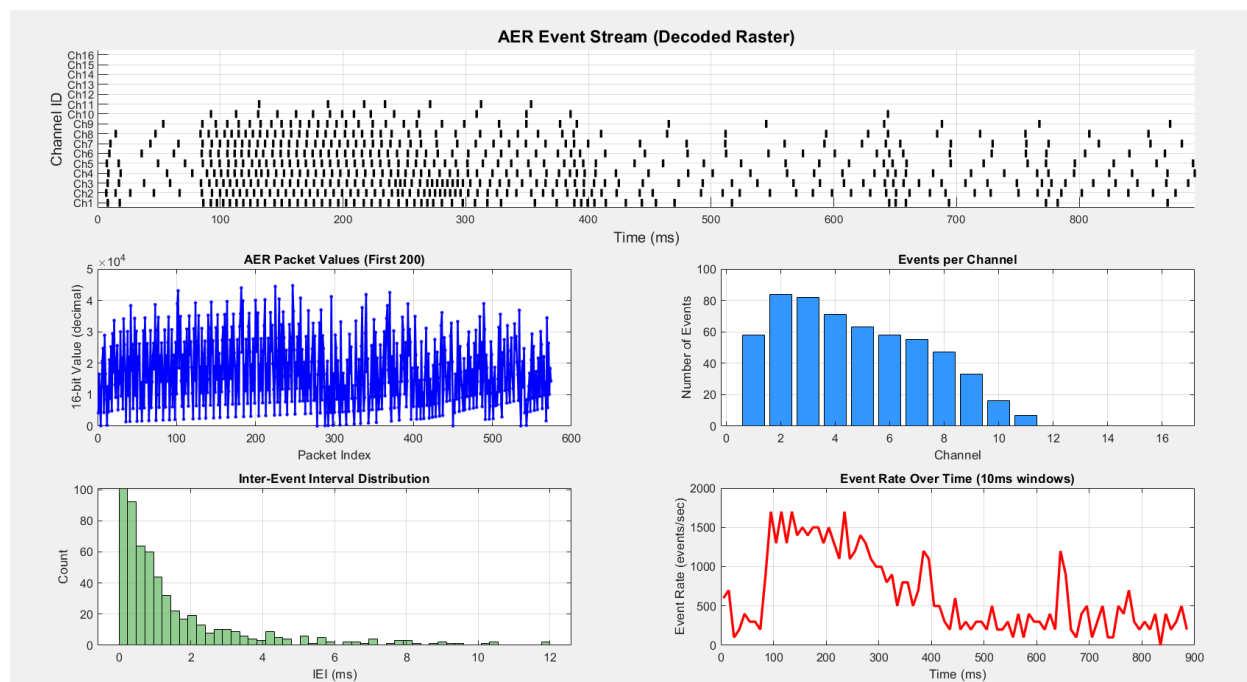 AER Event Stream (Decoded Raster)
Channel ID
Ch16
Ch15
Ch14
Ch13
Ch12
Ch11
Ch10
Ch9
Ch8
Ch7
Ch6
Ch5
Ch4
Ch3
Ch2
Ch1
0 100 200 300 400 500 600 700 800
Time (ms)
AER Packet Values (First 200)
×10⁴
16-bit Value (decimal)
5
4
3
2
1
0
0 100 200 300 400 500 600
Packet Index
Events per Channel
Number of Events
100
80
60
40
20
0
0 2 4 6 8 10 12 14 16
Channel
Inter-Event Interval Distribution
Count
100
80
60
40
20
0
0 2 4 6 8 10 12
IEI (ms)
Event Rate Over Time (10ms windows)
Event Rate (events/sec)
2000
1500
1000
500
0
0 100 200 300 400 500 600 700 800 900
Time (ms)